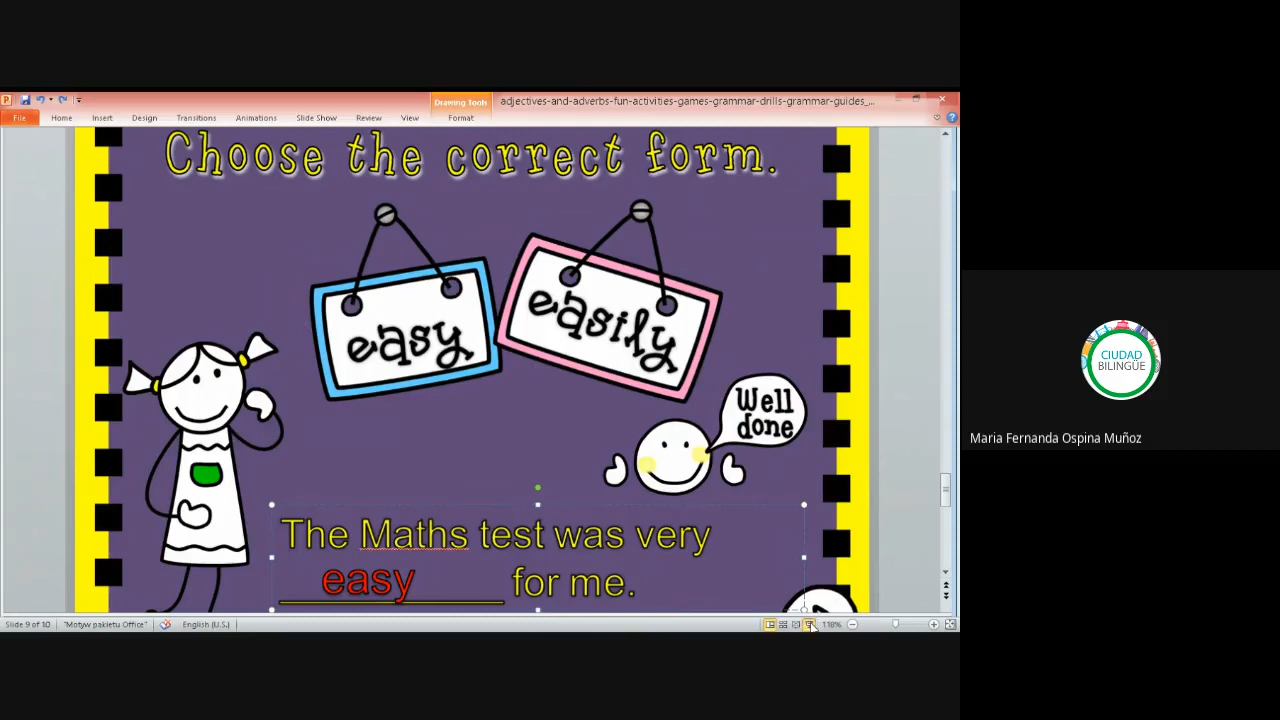 Drawing Tools
adjectives-and-adverbs-fun-activities-games-grammar-drills-grammar-guides_...
File Home Insert Design Transitions Animations Slide Show Review View Format
Choose the correct form.
easy
easily
Well
done
The Maths test was very
easy for me.
CIUDAD
BILINGÜE
Maria Fernanda Ospina Muñoz
Slide 9 of 10 "Motyw pakietu Office" English (U.S.) 118%